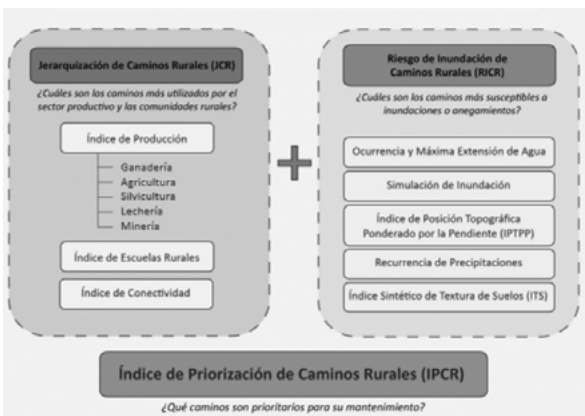 Jerarquización de Caminos Rurales (JCR)
¿Cuáles son los caminos más utilizados por el
sector productivo y las comunidades rurales?
Índice de Producción
Ganadería
Agricultura
Silvicultura
Lechería
Minería
Índice de Escuelas Rurales
Índice de Conectividad
+
Riesgo de Inundación de
Caminos Rurales (RICR)
¿Cuáles son los caminos más susceptibles a
inundaciones o anegamientos?
Ocurrencia y Máxima Extensión de Agua
Simulación de Inundación
Índice de Posición Topográfica
Ponderado por la Pendiente (IPTPP)
Recurrencia de Precipitaciones
Índice Sintético de Textura de Suelos (ITS)
Índice de Priorización de Caminos Rurales (IPCR)
¿Qué caminos son prioritarios para su mantenimiento?